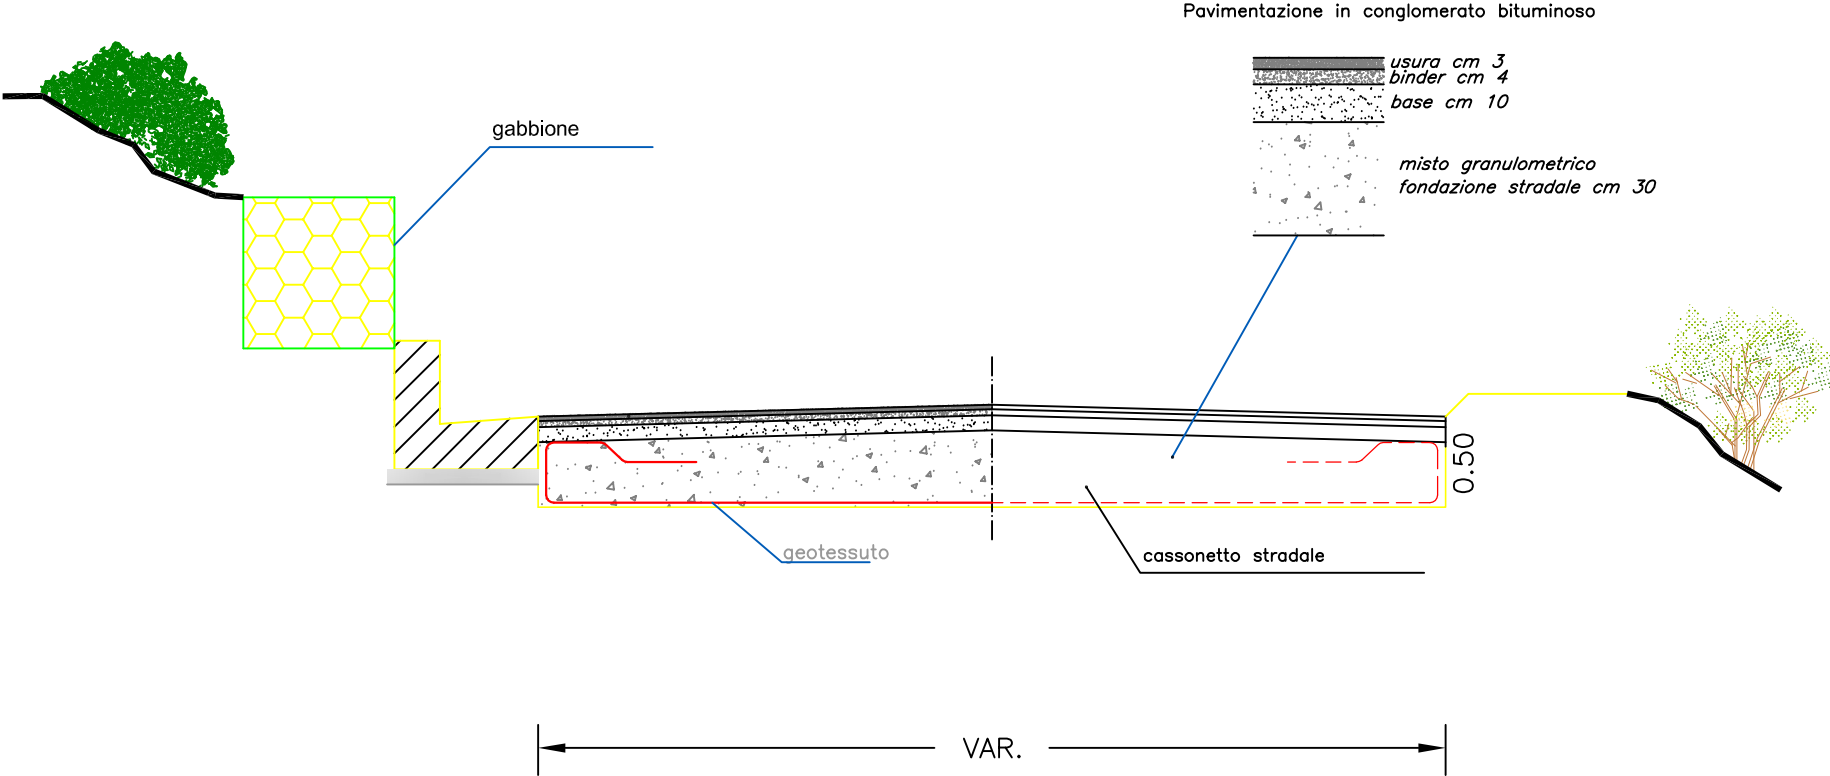 Pavimentazione in conglomerato bituminoso
usura cm 3
binder cm 4
base cm 10
gabbione
misto granulometrico
fondazione stradale cm 30
0.50
geotessuto
cassonetto stradale
VAR.